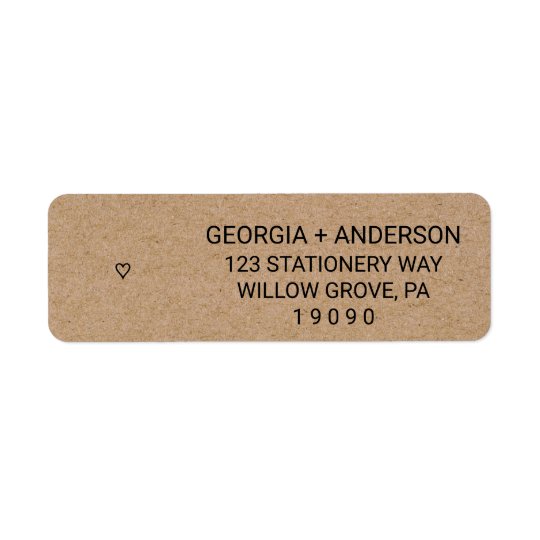 GEORGIA + ANDERSON
♡ 123 STATIONERY WAY
WILLOW GROVE, PA
19090